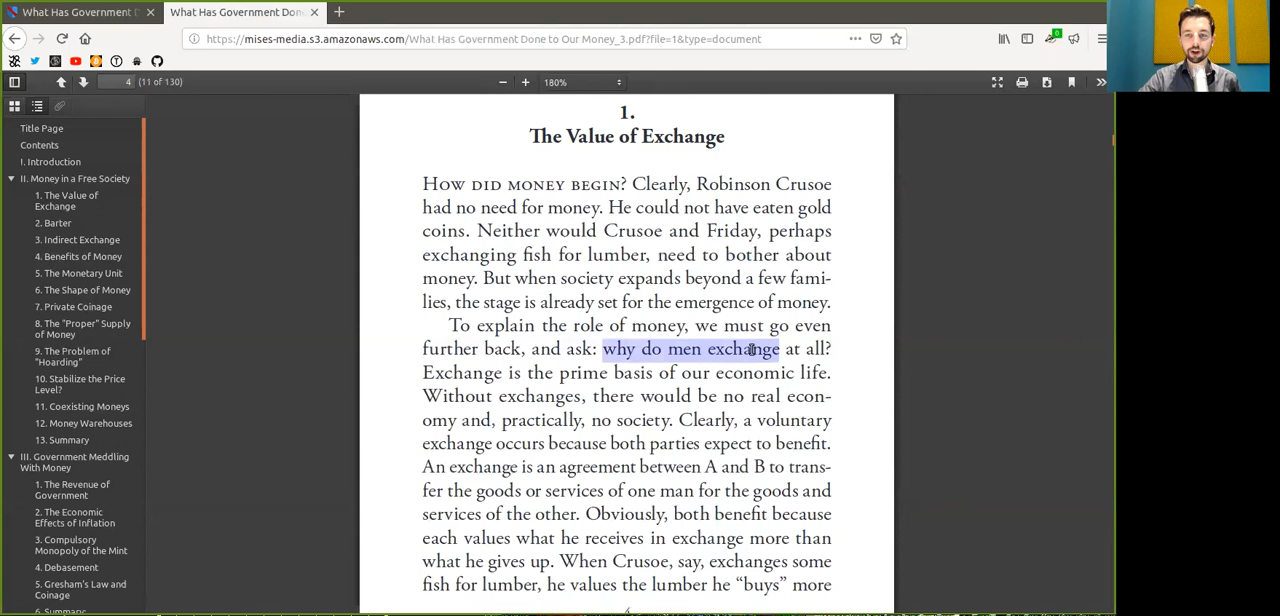 What Has Government D
What Has Government Don
https://mises-media.s3.amazonaws.com/What Has Government Done to Our Money_3.pdf?file=1&type=document
0
4
(11 of 130)
180%
Title Page
Contents
I. Introduction
II. Money in a Free Society
1. The Value of
Exchange
2. Barter
3. Indirect Exchange
4. Benefits of Money
5. The Monetary Unit
6. The Shape of Money
7. Private Coinage
8. The "Proper" Supply
of Money
9. The Problem of
"Hoarding"
10. Stabilize the Price
Level?
11. Coexisting Moneys
12. Money Warehouses
13. Summary
III. Government Meddling
With Money
1. The Revenue of
Government
2. The Economic
Effects of Inflation
3. Compulsory
Monopoly of the Mint
4. Debasement
5. Gresham's Law and
Coinage
6. Summary
1.
The Value of Exchange
HOW DID MONEY BEGIN? Clearly, Robinson Crusoe
had no need for money. He could not have eaten gold
coins. Neither would Crusoe and Friday, perhaps
exchanging fish for lumber, need to bother about
money. But when society expands beyond a few fami-
lies, the stage is already set for the emergence of money.
To explain the role of money, we must go even
further back, and ask: why do men exchange at all?
Exchange is the prime basis of our economic life.
Without exchanges, there would be no real econ-
omy and, practically, no society. Clearly, a voluntary
exchange occurs because both parties expect to benefit.
An exchange is an agreement between A and B to trans-
fer the goods or services of one man for the goods and
services of the other. Obviously, both benefit because
each values what he receives in exchange more than
what he gives up. When Crusoe, say, exchanges some
fish for lumber, he values the lumber he "buys" more